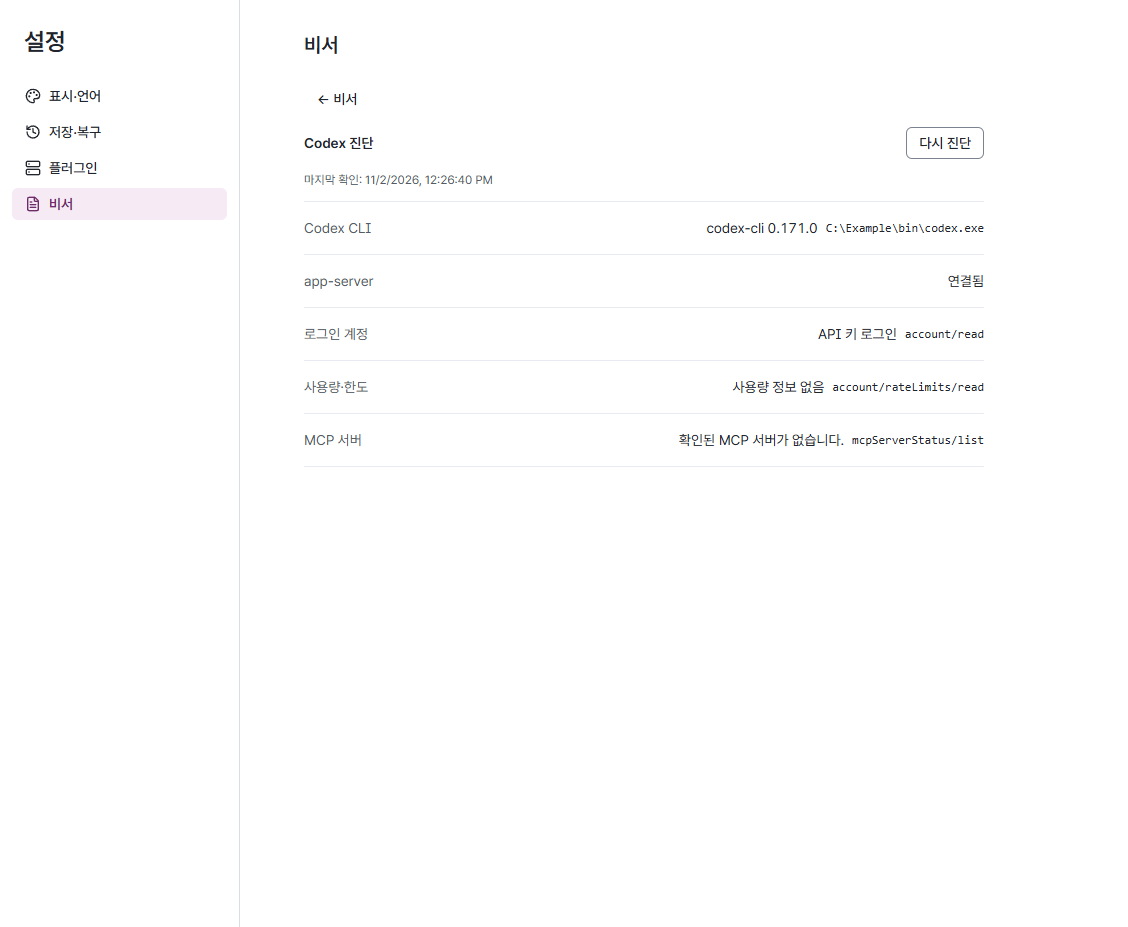 설정
표시·언어
저장·복구
플러그인
비서
비서
← 비서
Codex 진단
다시 진단
마지막 확인: 11/2/2026, 12:26:40 PM
Codex CLI codex-cli 0.171.0 C:\Example\bin\codex.exe
app-server 연결됨
로그인 계정 API 키 로그인 account/read
사용량·한도 사용량 정보 없음 account/rateLimits/read
MCP 서버 확인된 MCP 서버가 없습니다. mcpServerStatus/list